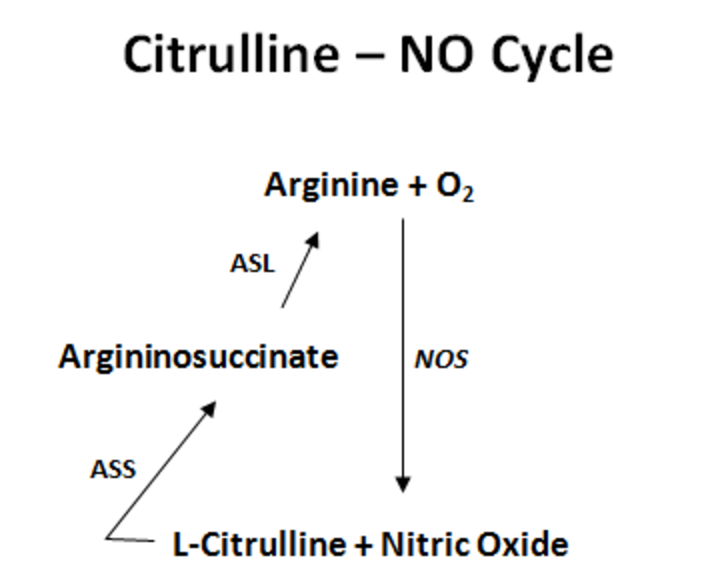 Citrulline – NO Cycle
Arginine + O₂
ASL
Argininosuccinate
NOS
ASS
L-Citrulline + Nitric Oxide